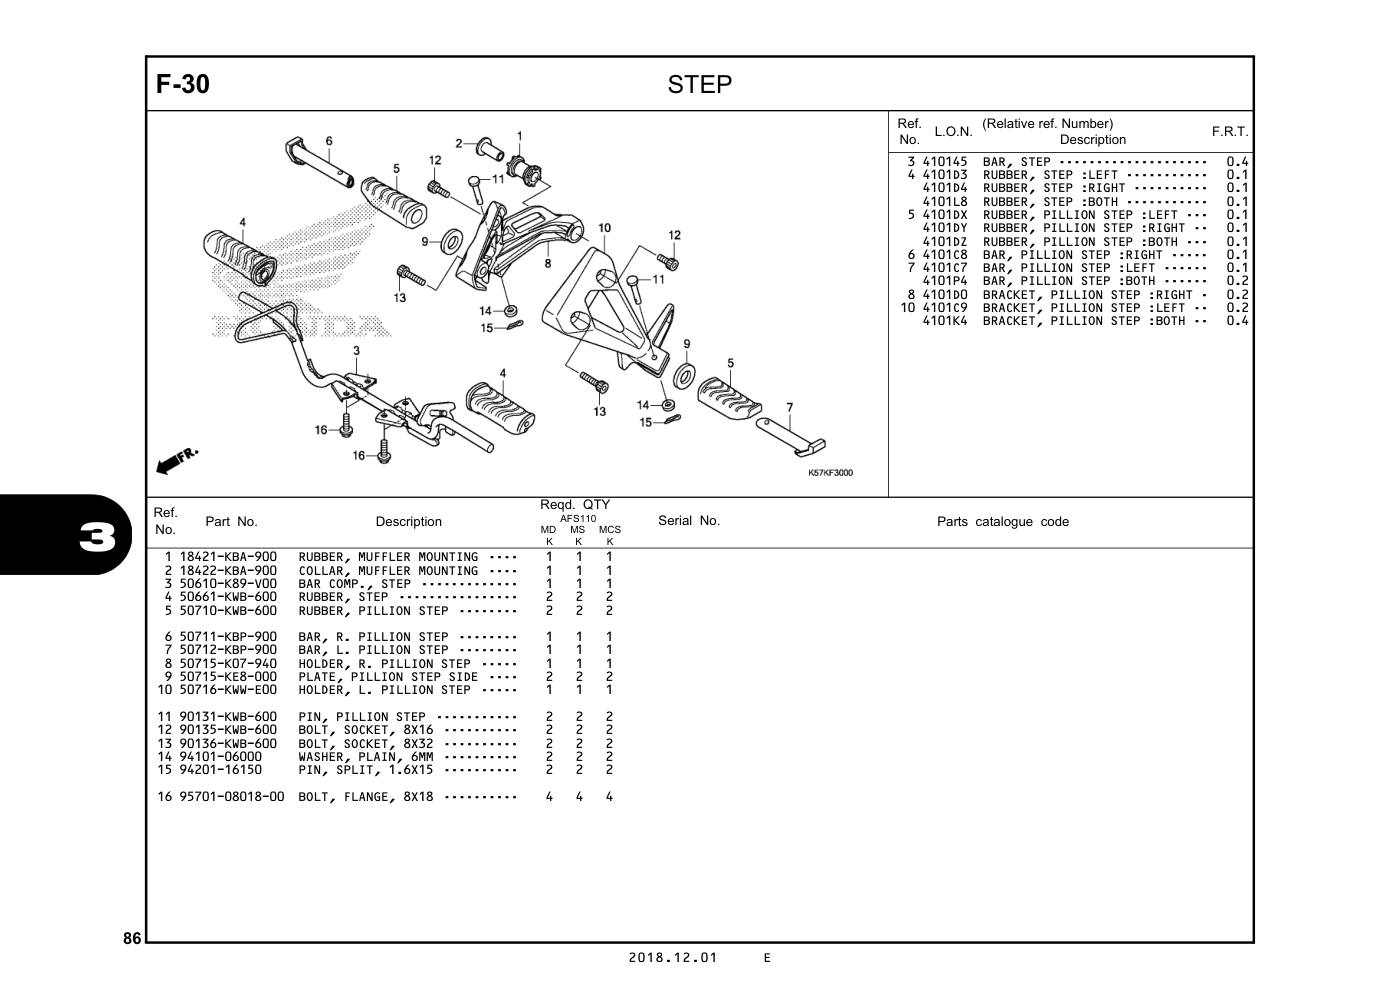 F-30 STEP
6
5
12
2
1
11
4
9
13
8
10
12
11
14
15
3
9
5
4
13
14
15
7
16
16
FR.
HONDA
K57KF3000
Ref. No. L.O.N. (Relative ref. Number) Description F.R.T.
3 410145 BAR, STEP -------------------- 0.4
4 4101D3 RUBBER, STEP :LEFT ----------- 0.1
4101D4 RUBBER, STEP :RIGHT ---------- 0.1
4101L8 RUBBER, STEP :BOTH ----------- 0.1
5 4101DX RUBBER, PILLION STEP :LEFT --- 0.1
4101DY RUBBER, PILLION STEP :RIGHT -- 0.1
4101DZ RUBBER, PILLION STEP :BOTH --- 0.1
6 4101C8 BAR, PILLION STEP :RIGHT ----- 0.1
7 4101C7 BAR, PILLION STEP :LEFT ------ 0.1
4101P4 BAR, PILLION STEP :BOTH ------ 0.2
8 4101D0 BRACKET, PILLION STEP :RIGHT - 0.2
10 4101C9 BRACKET, PILLION STEP :LEFT -- 0.2
4101K4 BRACKET, PILLION STEP :BOTH -- 0.4
3
Ref. No. Part No. Description Reqd. QTY Serial No. Parts catalogue code
AFS110
MD MS MCS
K K K
1 18421-KBA-900 RUBBER, MUFFLER MOUNTING ---- 1 1 1
2 18422-KBA-900 COLLAR, MUFFLER MOUNTING ---- 1 1 1
3 50610-K89-V00 BAR COMP., STEP ------------- 1 1 1
4 50661-KWB-600 RUBBER, STEP ---------------- 2 2 2
5 50710-KWB-600 RUBBER, PILLION STEP -------- 2 2 2
6 50711-KBP-900 BAR, R. PILLION STEP -------- 1 1 1
7 50712-KBP-900 BAR, L. PILLION STEP -------- 1 1 1
8 50715-K07-940 HOLDER, R. PILLION STEP ----- 1 1 1
9 50715-KE8-000 PLATE, PILLION STEP SIDE ---- 2 2 2
10 50716-KWW-E00 HOLDER, L. PILLION STEP ----- 1 1 1
11 90131-KWB-600 PIN, PILLION STEP ----------- 2 2 2
12 90135-KWB-600 BOLT, SOCKET, 8X16 ---------- 2 2 2
13 90136-KWB-600 BOLT, SOCKET, 8X32 ---------- 2 2 2
14 94101-06000 WASHER, PLAIN, 6MM ---------- 2 2 2
15 94201-16150 PIN, SPLIT, 1.6X15 ---------- 2 2 2
16 95701-08018-00 BOLT, FLANGE, 8X18 ---------- 4 4 4
86
2018.12.01 E